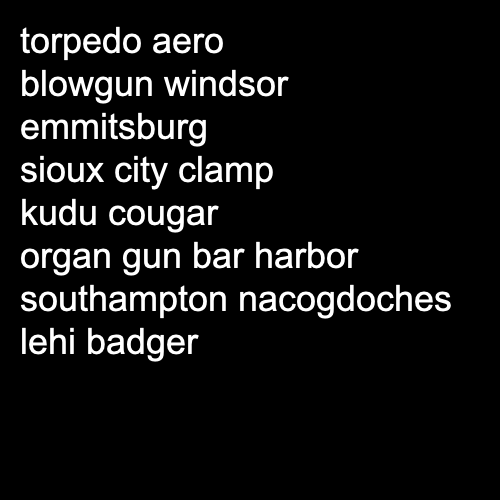 torpedo aero
blowgun windsor
emmitsburg
sioux city clamp
kudu cougar
organ gun bar harbor
southampton nacogdoches
lehi badger